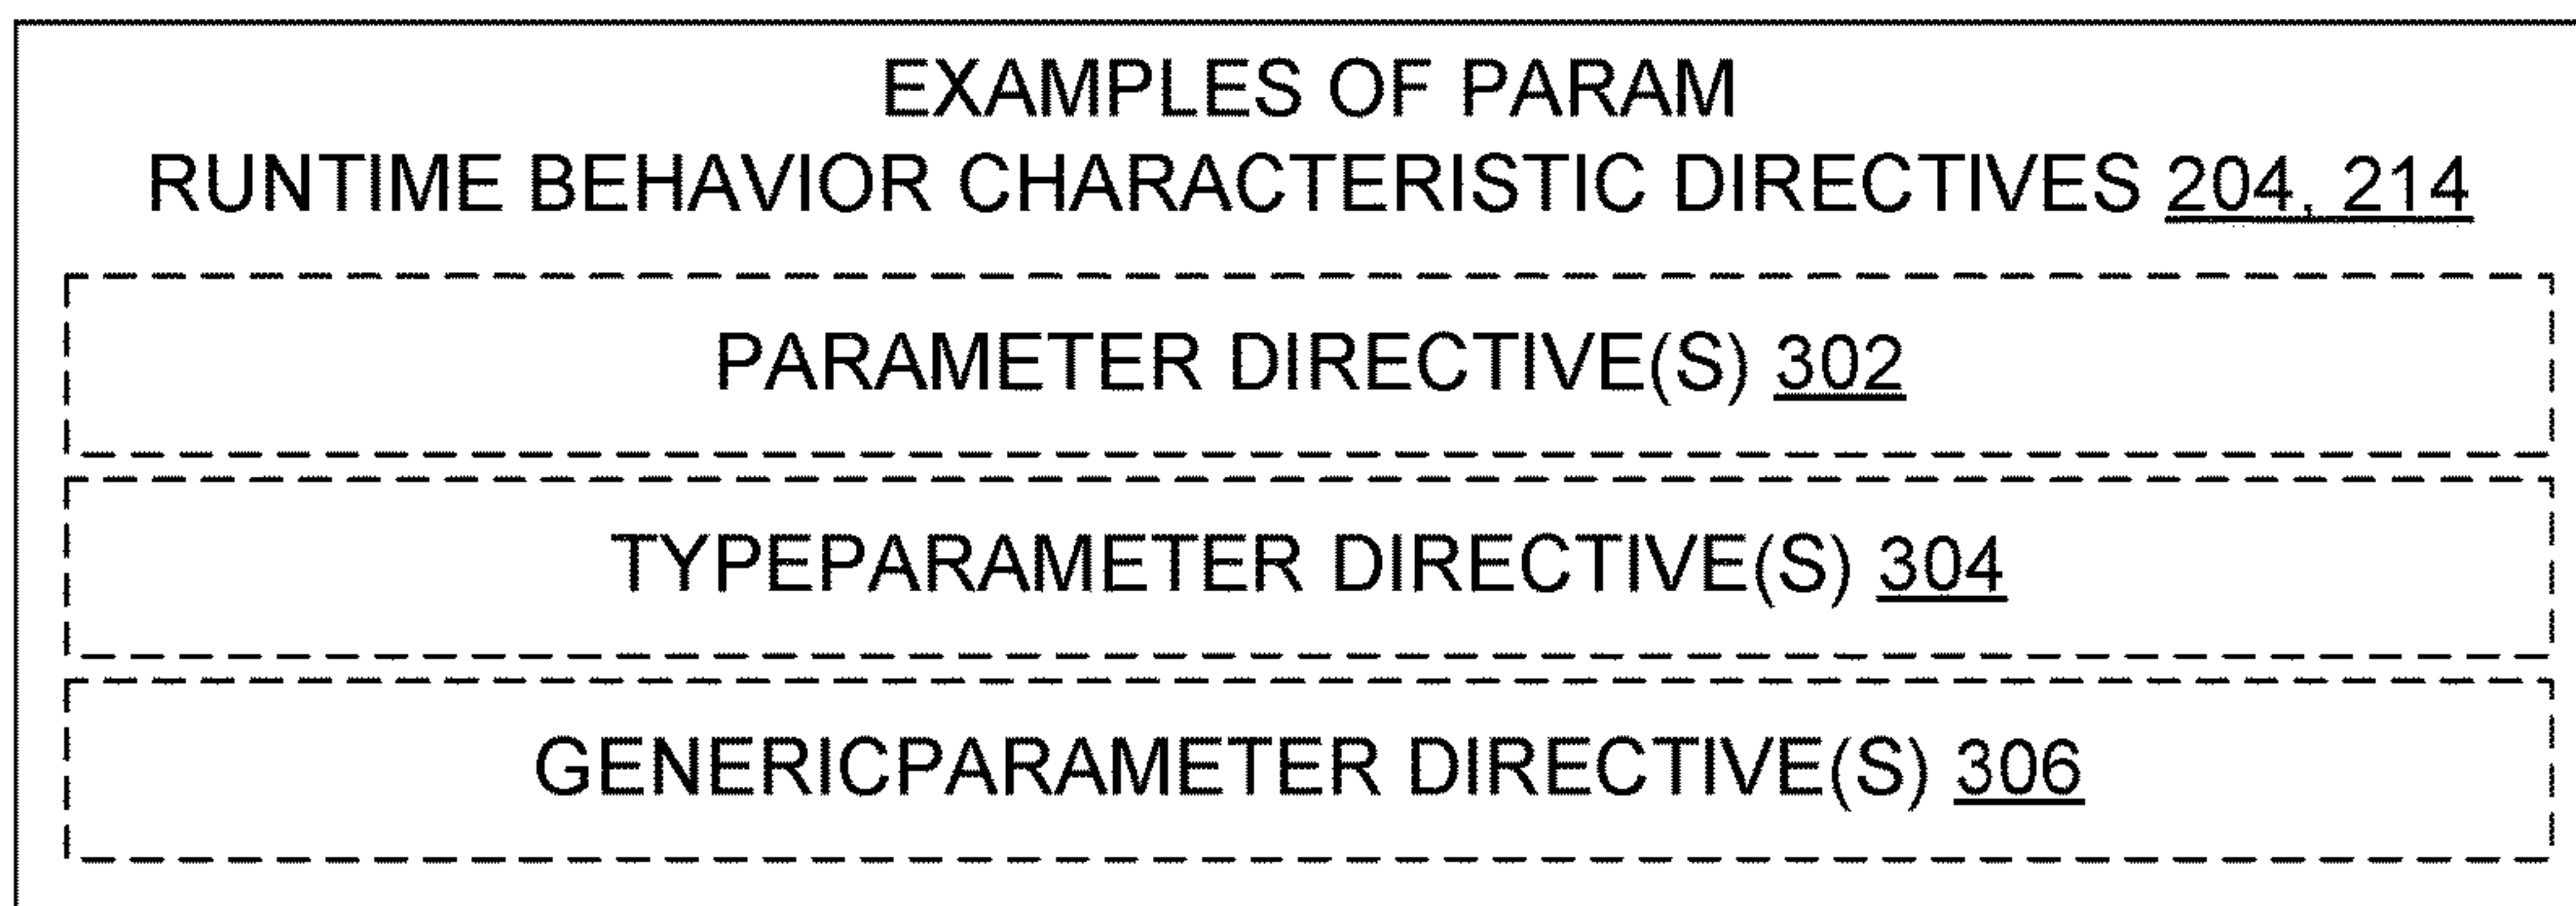 EXAMPLES OF PARAM
RUNTIME BEHAVIOR CHARACTERISTIC DIRECTIVES 204, 214
PARAMETER DIRECTIVE(S) 302
TYPEPARAMETER DIRECTIVE(S) 304
GENERICPARAMETER DIRECTIVE(S) 306